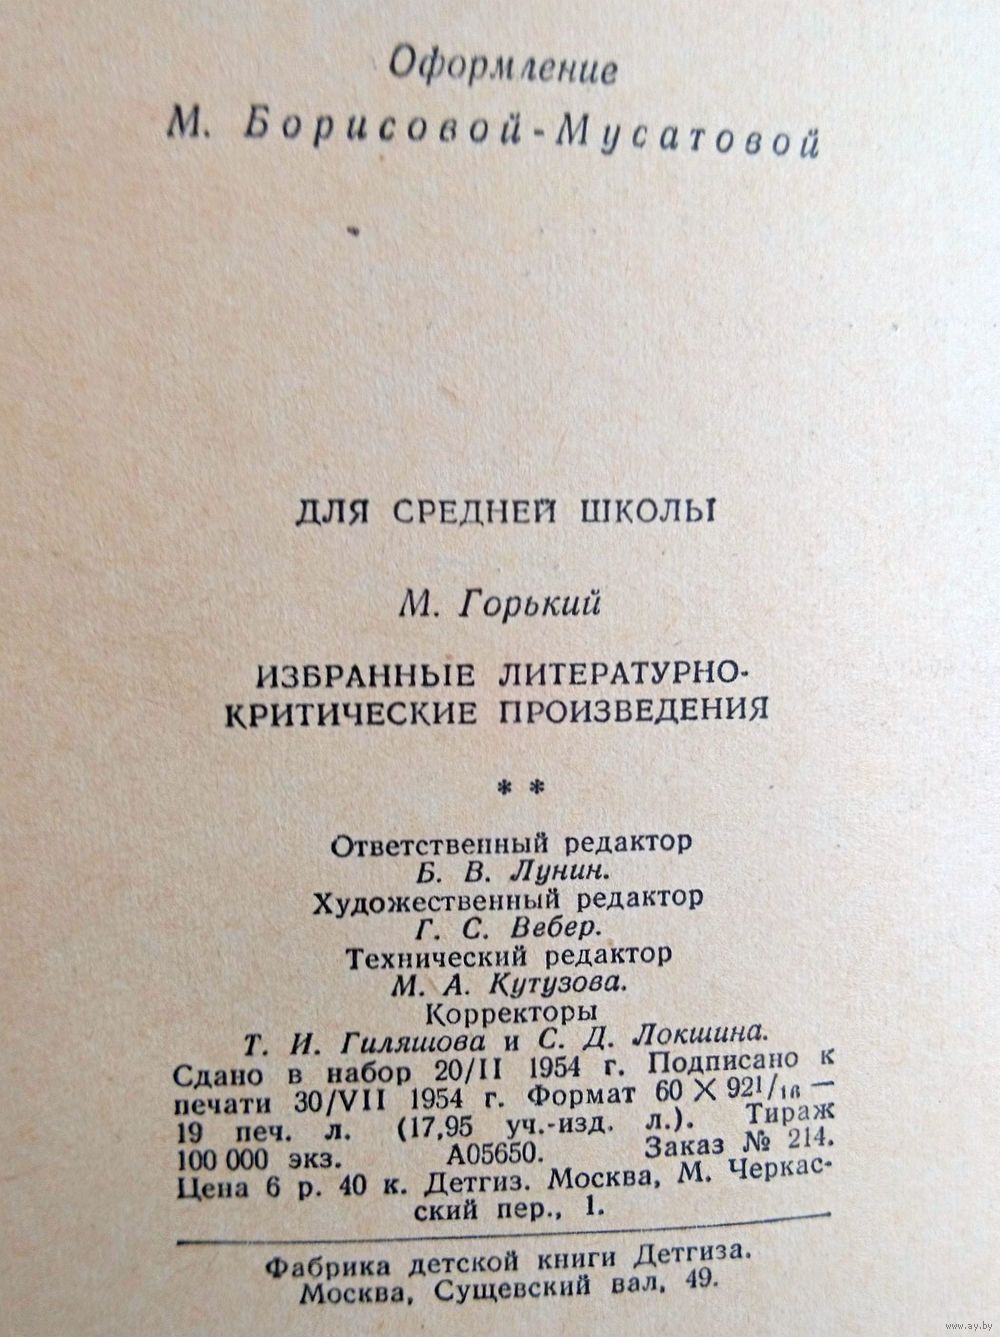 Оформление
М. Борисовой-Мусатовой
ДЛЯ СРЕДНЕЙ ШКОЛЫ
М. Горький
ИЗБРАННЫЕ ЛИТЕРАТУРНО-
КРИТИЧЕСКИЕ ПРОИЗВЕДЕНИЯ
* *
Ответственный редактор
Б. В. Лунин.
Художественный редактор
Г. С. Вебер.
Технический редактор
М. А. Кутузова.
Корректоры
Т. И. Гиляшова и С. Д. Локшина.
Сдано в набор 20/II 1954 г. Подписано к
печати 30/VII 1954 г. Формат 60 X 92¹/₁₆ —
19 печ. л. (17,95 уч.-изд. л.). Тираж
100 000 экз. А05650. Заказ № 214.
Цена 6 р. 40 к. Детгиз. Москва, М. Черкас-
ский пер., 1.
Фабрика детской книги Детгиза.
Москва, Сущевский вал, 49.
www.ay.by